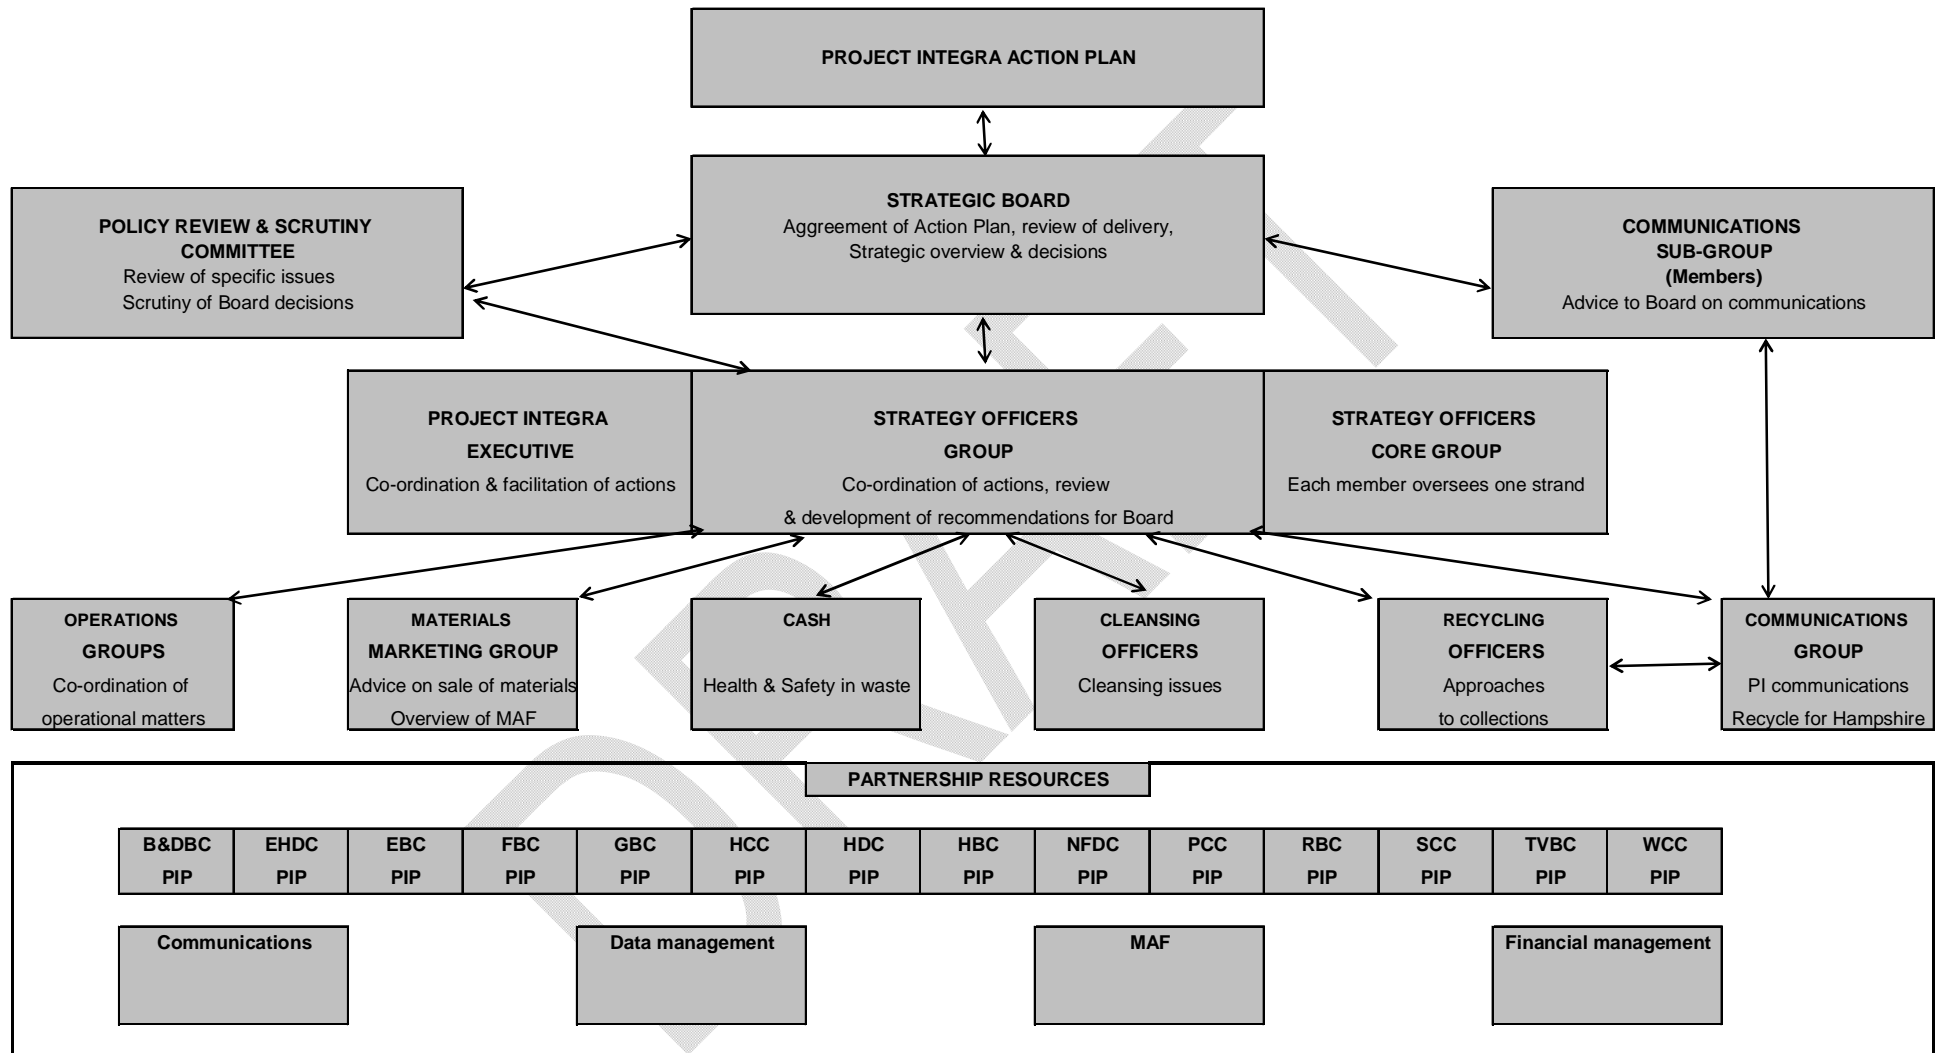 PROJECT INTEGRA ACTION PLAN
STRATEGIC BOARD
Aggreement of Action Plan, review of delivery,
Strategic overview & decisions
POLICY REVIEW & SCRUTINY
COMMITTEE
Review of specific issues
Scrutiny of Board decisions
COMMUNICATIONS
SUB-GROUP
(Members)
Advice to Board on communications
PROJECT INTEGRA
EXECUTIVE
Co-ordination & facilitation of actions
STRATEGY OFFICERS
GROUP
Co-ordination of actions, review
& development of recommendations for Board
STRATEGY OFFICERS
CORE GROUP
Each member oversees one strand
OPERATIONS
GROUPS
Co-ordination of
operational matters
MATERIALS
MARKETING GROUP
Advice on sale of materials
Overview of MAF
CASH
Health & Safety in waste
CLEANSING
OFFICERS
Cleansing issues
RECYCLING
OFFICERS
Approaches
to collections
COMMUNICATIONS
GROUP
PI communications
Recycle for Hampshire
PARTNERSHIP RESOURCES
B&DBC
PIP
EHDC
PIP
EBC
PIP
FBC
PIP
GBC
PIP
HCC
PIP
HDC
PIP
HBC
PIP
NFDC
PIP
PCC
PIP
RBC
PIP
SCC
PIP
TVBC
PIP
WCC
PIP
Communications
Data management
MAF
Financial management
DRAFT